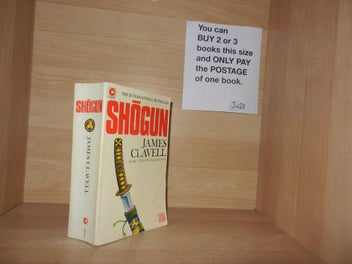 You can
BUY 2 or 3
books this size
and ONLY PAY
the POSTAGE
of one book.
THE INTERNATIONAL BESTSELLER
SHŌGUN
JAMES
CLAVELL
SHŌGUN
JAMES CLAVELL